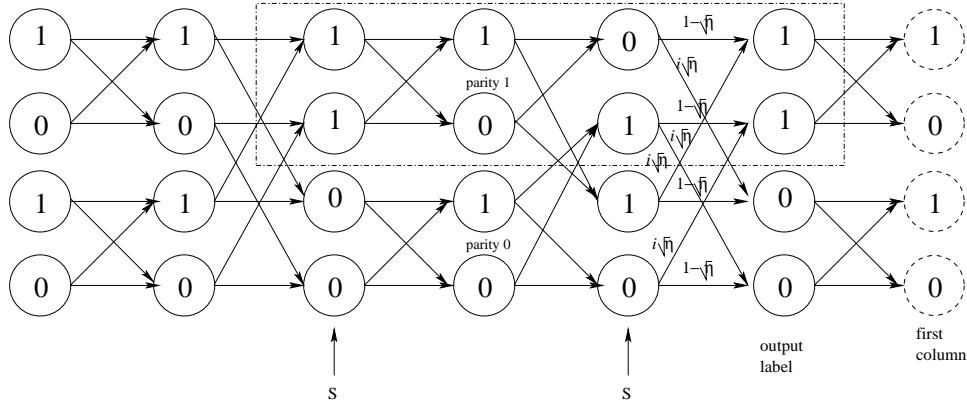 1 1 1 1 0 1−√η 1 1
i√η
parity 1
0 0 1 0 1 1−√η 1 0
i√η
i√η
1 1 0 1 1 1−√η 0 1
parity 0
i√η
0 0 0 0 0 1−√η 0 0
output
label
first
column
S S